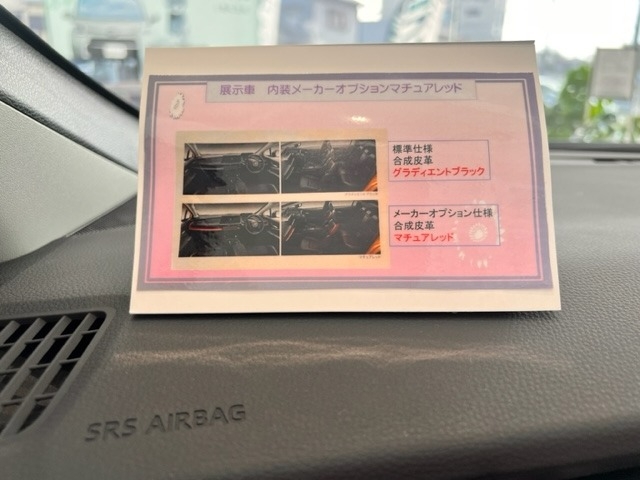 展示車 内装メーカーオプションマチュアレッド
標準仕様
合成皮革
グラディエントブラック
メーカーオプション仕様
合成皮革
マチュアレッド
SRS AIRBAG